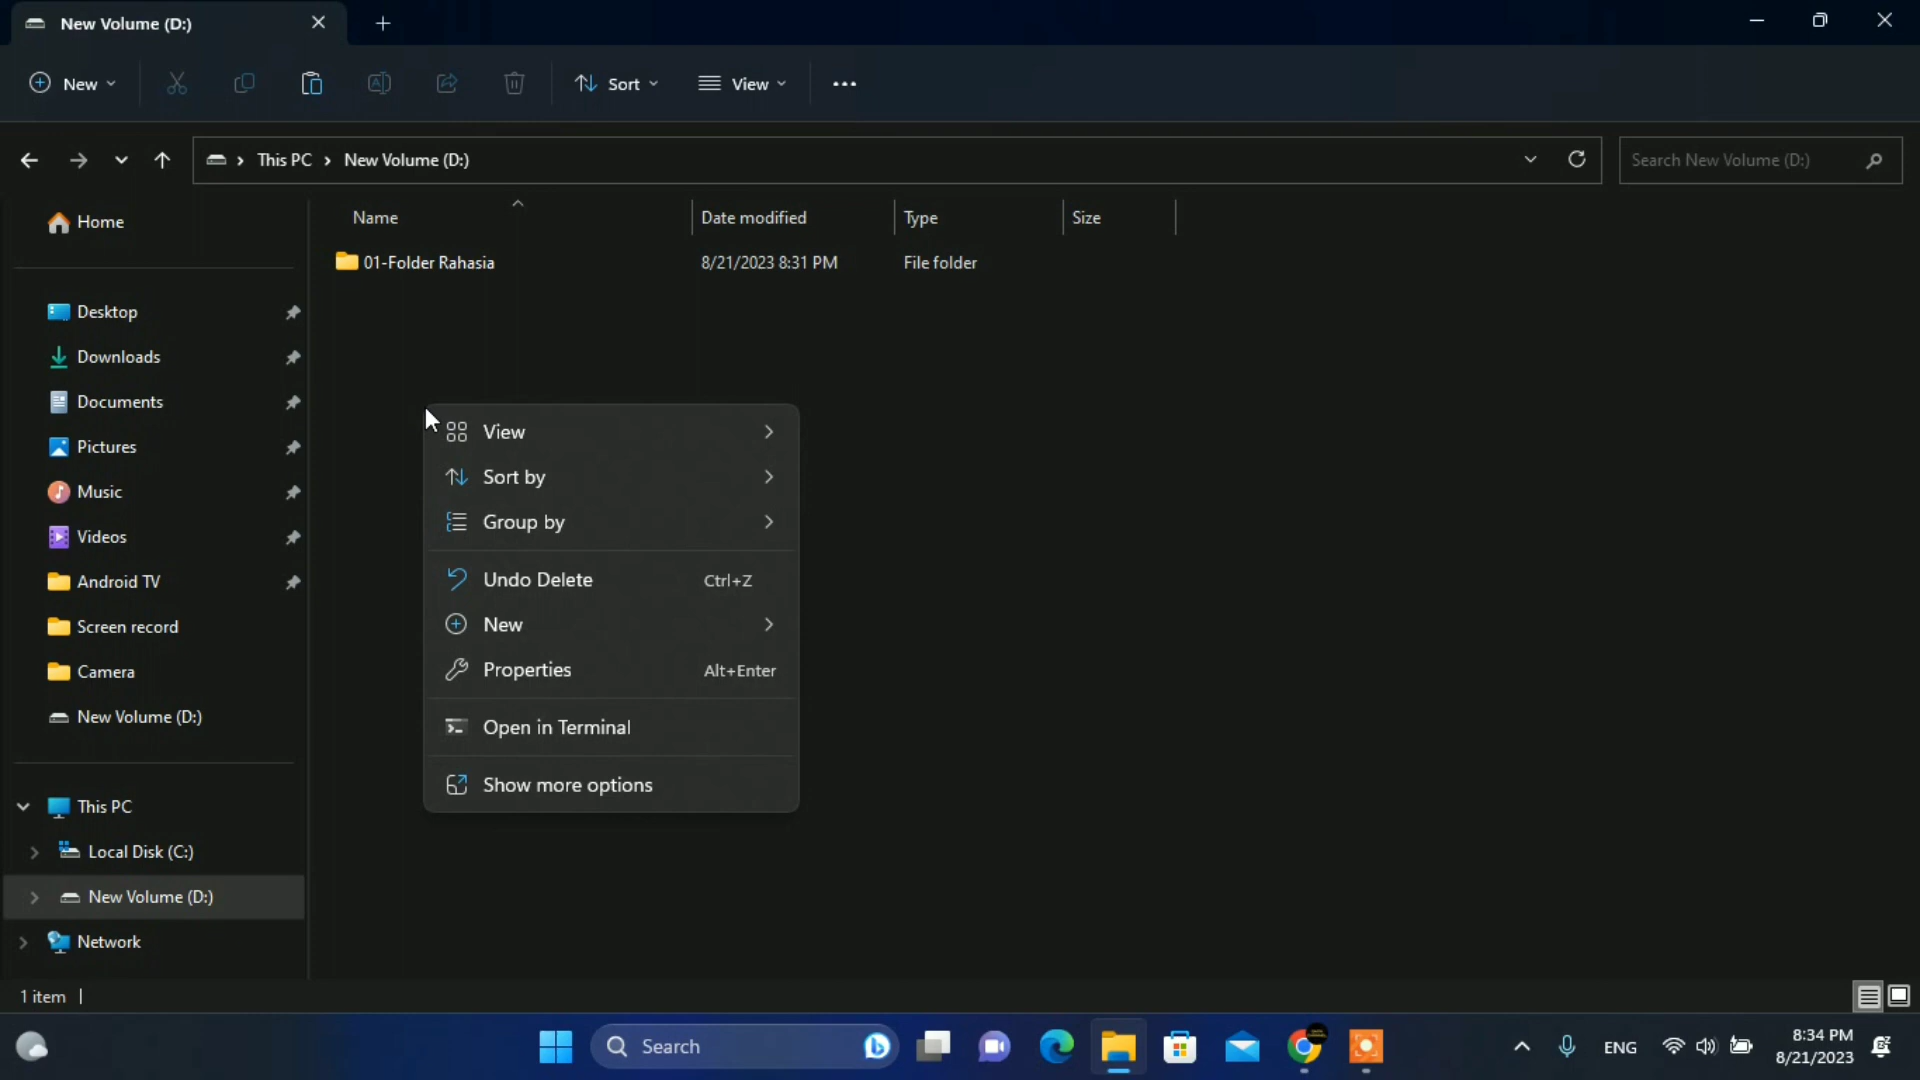 New Volume (D:)
New
Sort
View
This PC
New Volume (D:)
Search New Volume (D:)
Name
Date modified
Type
Size
01-Folder Rahasia
8/21/2023 8:31 PM
File folder
Home
Desktop
Downloads
Documents
Pictures
Music
Videos
Android TV
Screen record
Camera
New Volume (D:)
This PC
Local Disk (C:)
New Volume (D:)
Network
View
Sort by
Group by
Undo Delete Ctrl+Z
New
Properties Alt+Enter
Open in Terminal
Show more options
1 item
Search
ENG
8:34 PM
8/21/2023